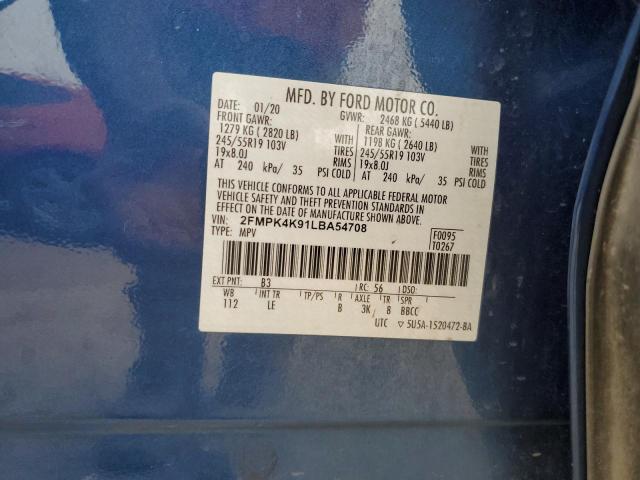 MFD. BY FORD MOTOR CO.
DATE: 01/20 GVWR: 2468 KG (5440 LB)
FRONT GAWR: REAR GAWR:
1279 KG (2820 LB) WITH 1198 KG (2640 LB) WITH
245/55R19 103V TIRES 245/55R19 103V TIRES
19x8.0J RIMS 19x8.0J RIMS
AT 240 kPa/ 35 PSI COLD AT 240 kPa/ 35 PSI COLD
THIS VEHICLE CONFORMS TO ALL APPLICABLE FEDERAL MOTOR
VEHICLE SAFETY AND THEFT PREVENTION STANDARDS IN
EFFECT ON THE DATE OF MANUFACTURE SHOWN ABOVE.
VIN: 2FMPK4K91LBA54708 F0095
TYPE: MPV T0267
EXT PNT: B3 RC: 56 DSO:
WB INT TR TP/PS R AXLE TR SPR
112 LE B 3K B BBCC
UTC ▽ 5U5A-1520472-BA